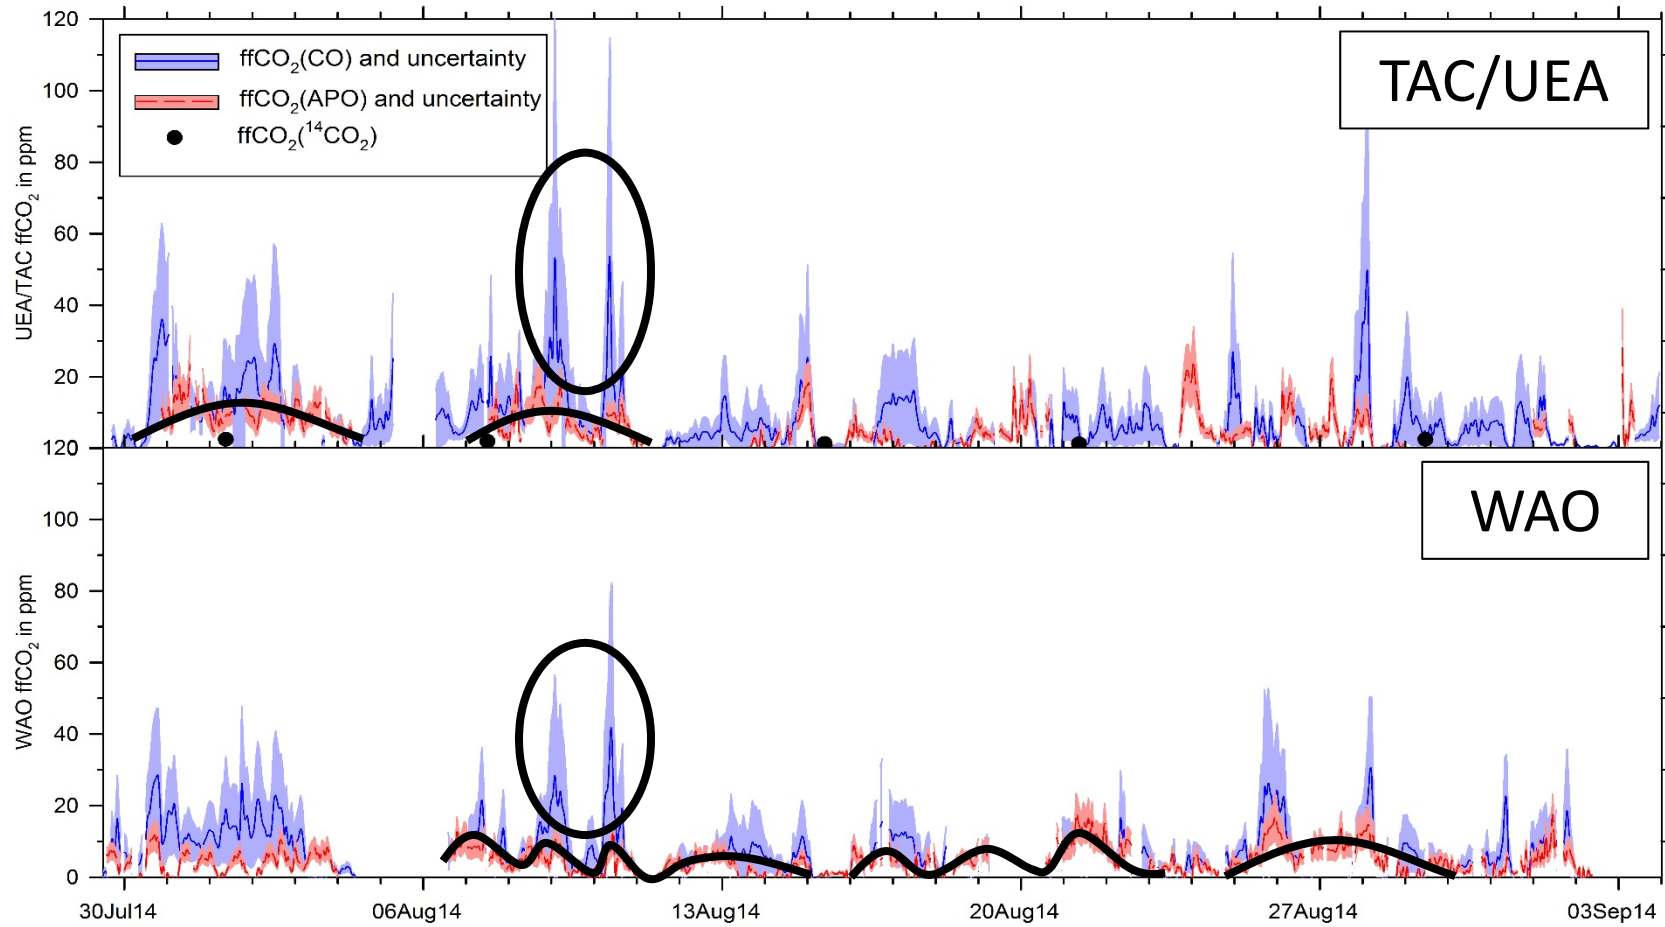 120
100
80
60
40
20
120
UEA/TAC ffCO₂ in ppm
ffCO₂(CO) and uncertainty
ffCO₂(APO) and uncertainty
ffCO₂(¹⁴CO₂)
TAC/UEA
100
80
60
40
20
0
WAO ffCO₂ in ppm
WAO
30Jul14 06Aug14 13Aug14 20Aug14 27Aug14 03Sep14